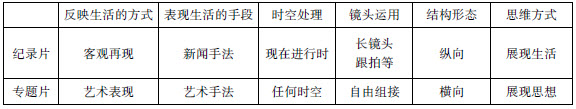 反映生活的方式 表现生活的手段 时空处理 镜头运用 结构形态 思维方式
纪录片 客观再现 新闻手法 现在进行时 长镜头 跟拍等 纵向 展现生活
专题片 艺术表现 艺术手法 任何时空 自由组接 横向 展现思想